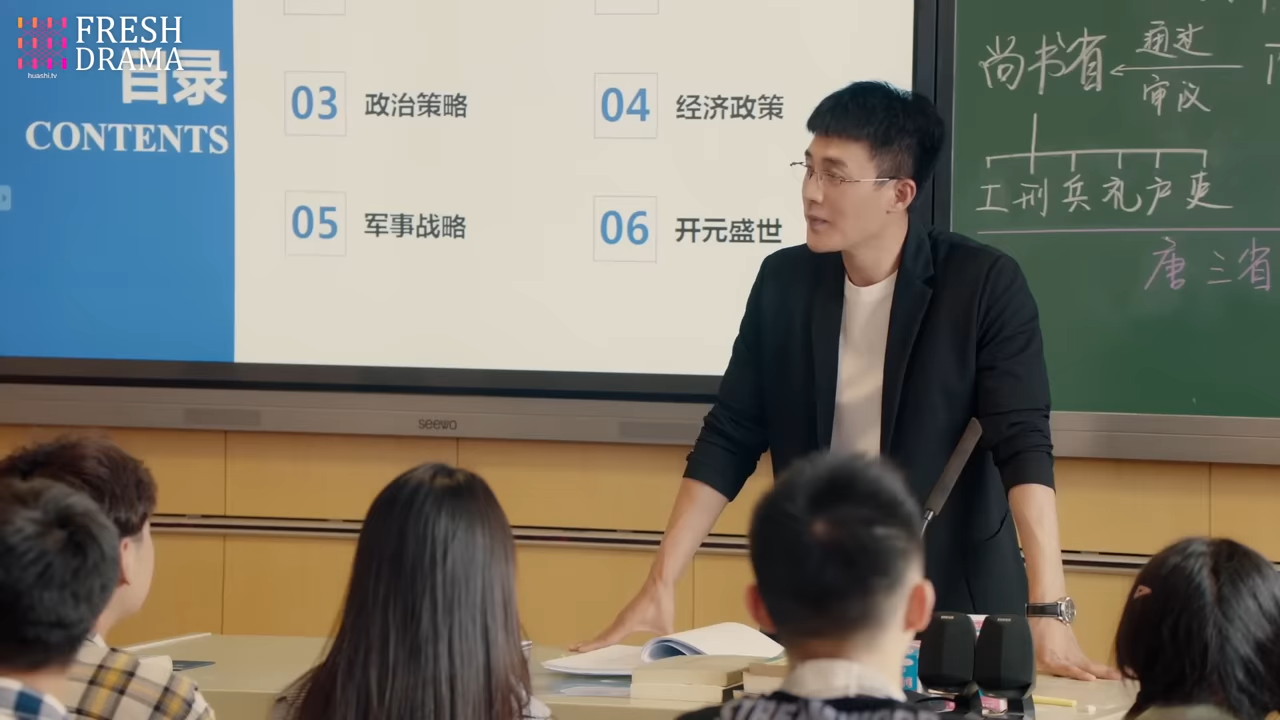 FRESH
DRAMA
huashi.tv
目录
CONTENTS
03 政治策略
04 经济政策
05 军事战略
06 开元盛世
seewo
尚书省
通过
审议
工刑兵礼户吏
唐三省